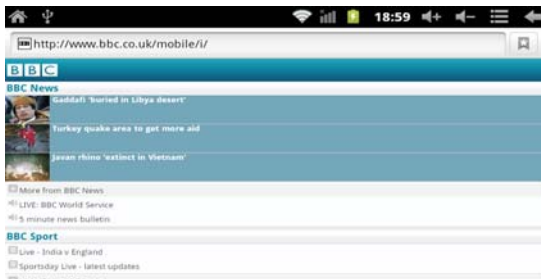 18:59
http://www.bbc.co.uk/mobile/i/
BBC
BBC News
Gaddafi 'buried in Libya desert'
Turkey quake area to get more aid
Javan rhino 'extinct in Vietnam'
More from BBC News
LIVE: BBC World Service
5 minute news bulletin
BBC Sport
Live - India v England
Sportsday Live - latest updates